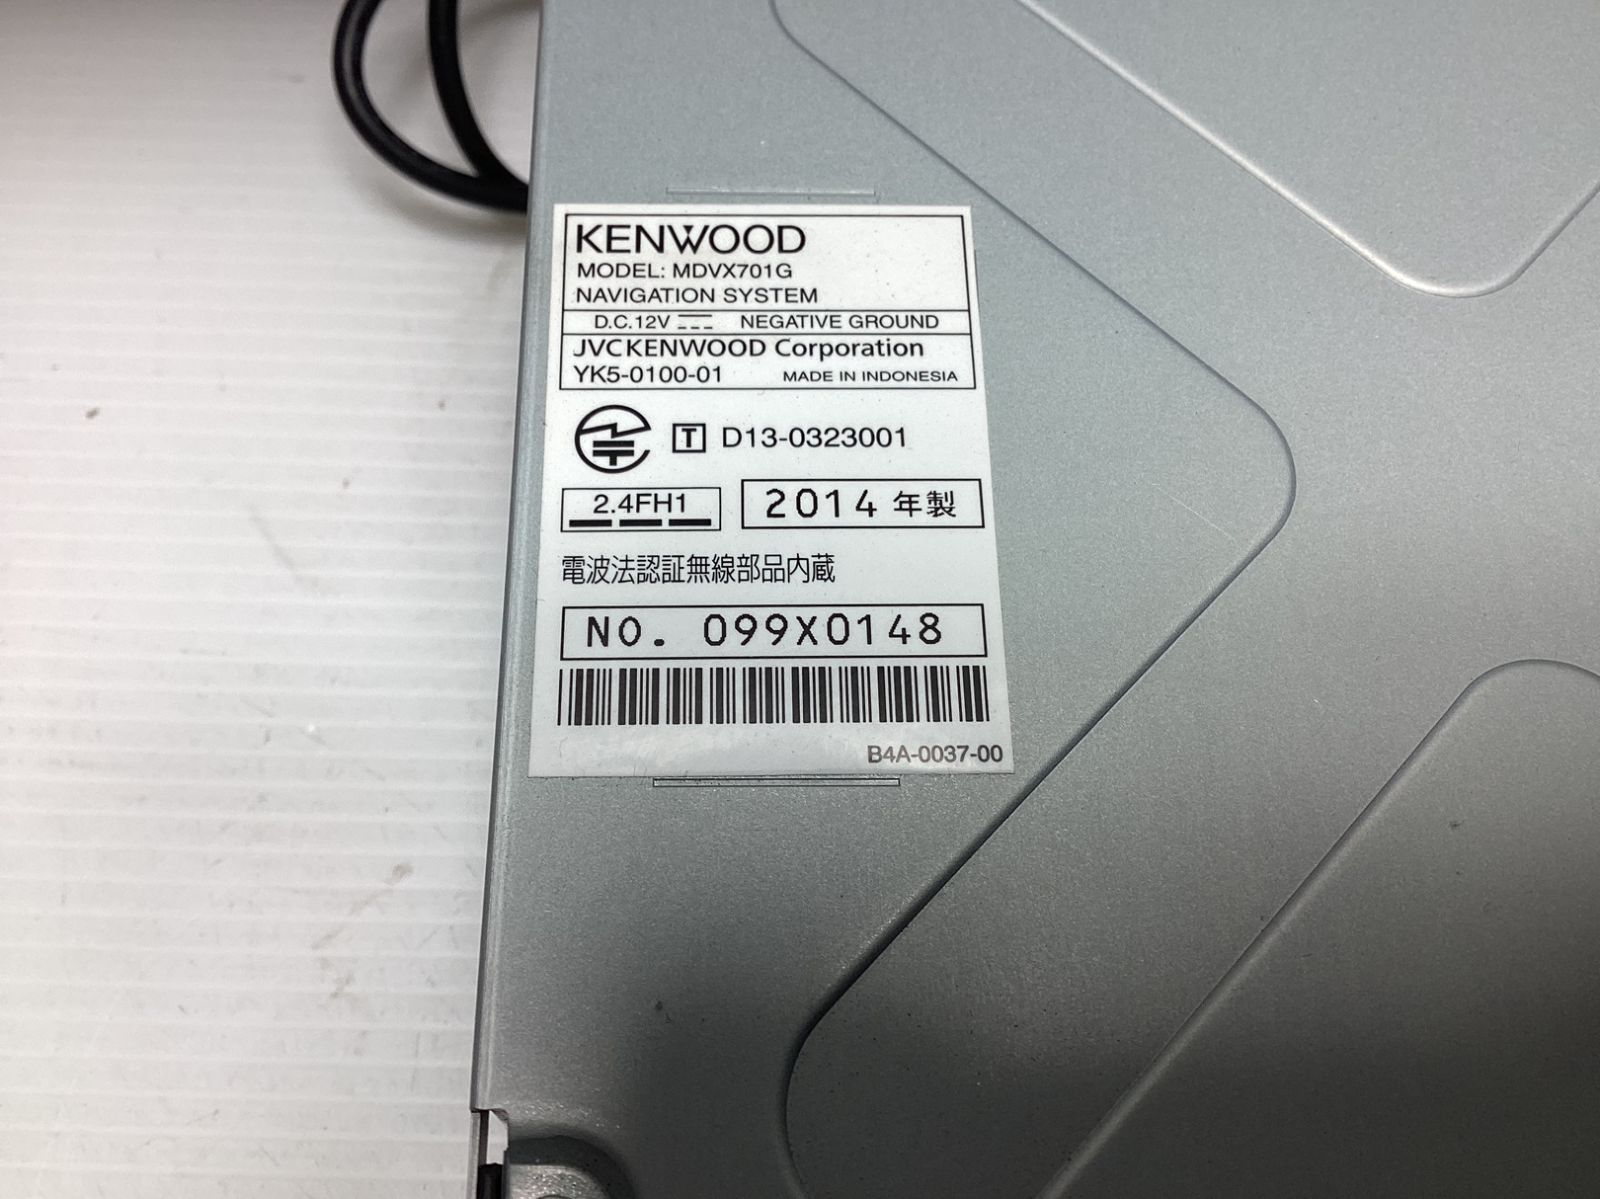 KENWOOD
MODEL: MDVX701G
NAVIGATION SYSTEM
D.C.12V NEGATIVE GROUND
JVCKENWOOD Corporation
YK5-0100-01 MADE IN INDONESIA
T D13-0323001
2.4FH1 2014 年製
電波法認証無線部品内蔵
NO. 099X0148
B4A-0037-00